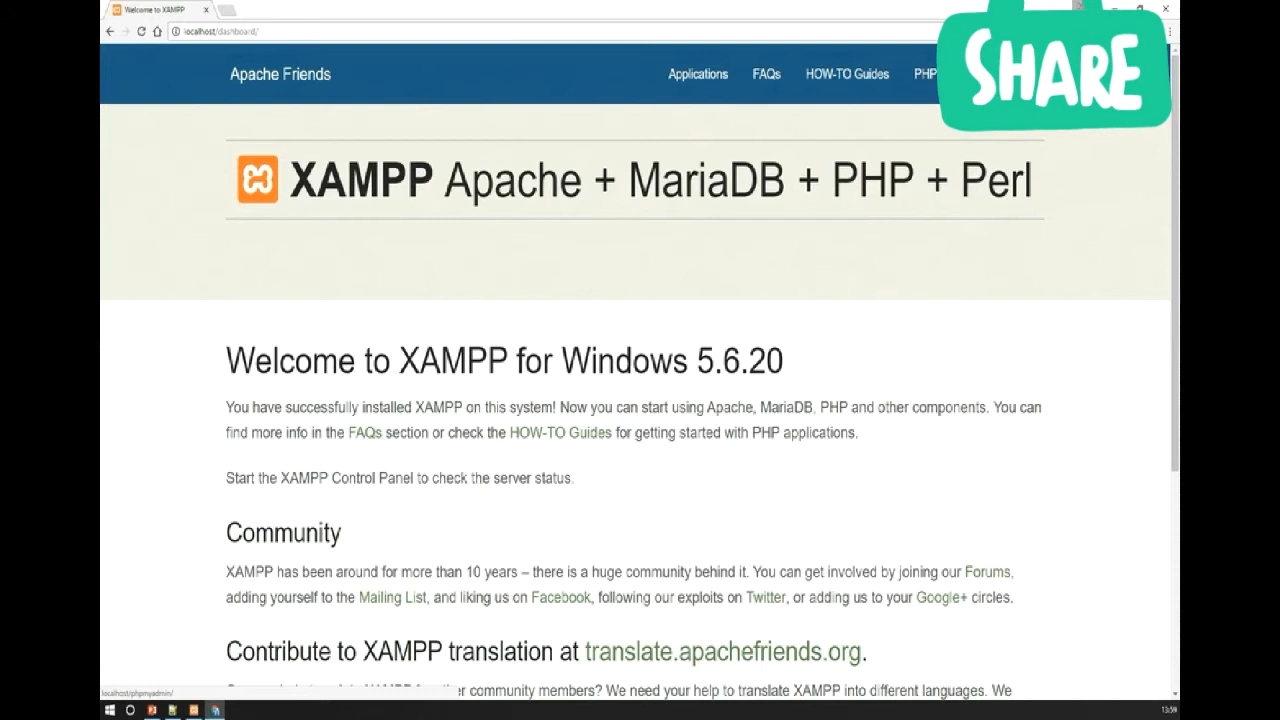 Welcome to XAMPP
localhost/dashboard/
SHARE
Apache Friends Applications FAQs HOW-TO Guides PHP
XAMPP Apache + MariaDB + PHP + Perl
Welcome to XAMPP for Windows 5.6.20
You have successfully installed XAMPP on this system! Now you can start using Apache, MariaDB, PHP and other components. You can
find more info in the FAQs section or check the HOW-TO Guides for getting started with PHP applications.
Start the XAMPP Control Panel to check the server status.
Community
XAMPP has been around for more than 10 years – there is a huge community behind it. You can get involved by joining our Forums,
adding yourself to the Mailing List, and liking us on Facebook, following our exploits on Twitter, or adding us to your Google+ circles.
Contribute to XAMPP translation at translate.apachefriends.org.
community members? We need your help to translate XAMPP into different languages. We
localhost/phpmyadmin/
13:59